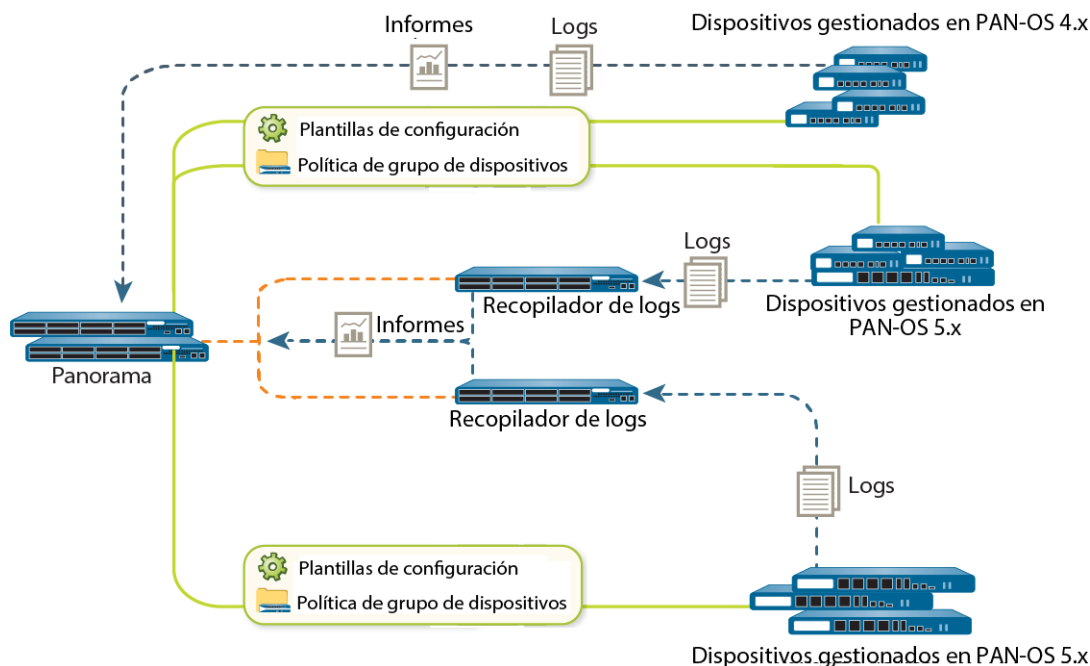 Informes
Logs
Dispositivos gestionados en PAN-OS 4.x
Plantillas de configuración
Política de grupo de dispositivos
Logs
Recopilador de logs
Dispositivos gestionados en
PAN-OS 5.x
Informes
Panorama
Recopilador de logs
Logs
Plantillas de configuración
Política de grupo de dispositivos
Dispositivos gestionados en PAN-OS 5.x